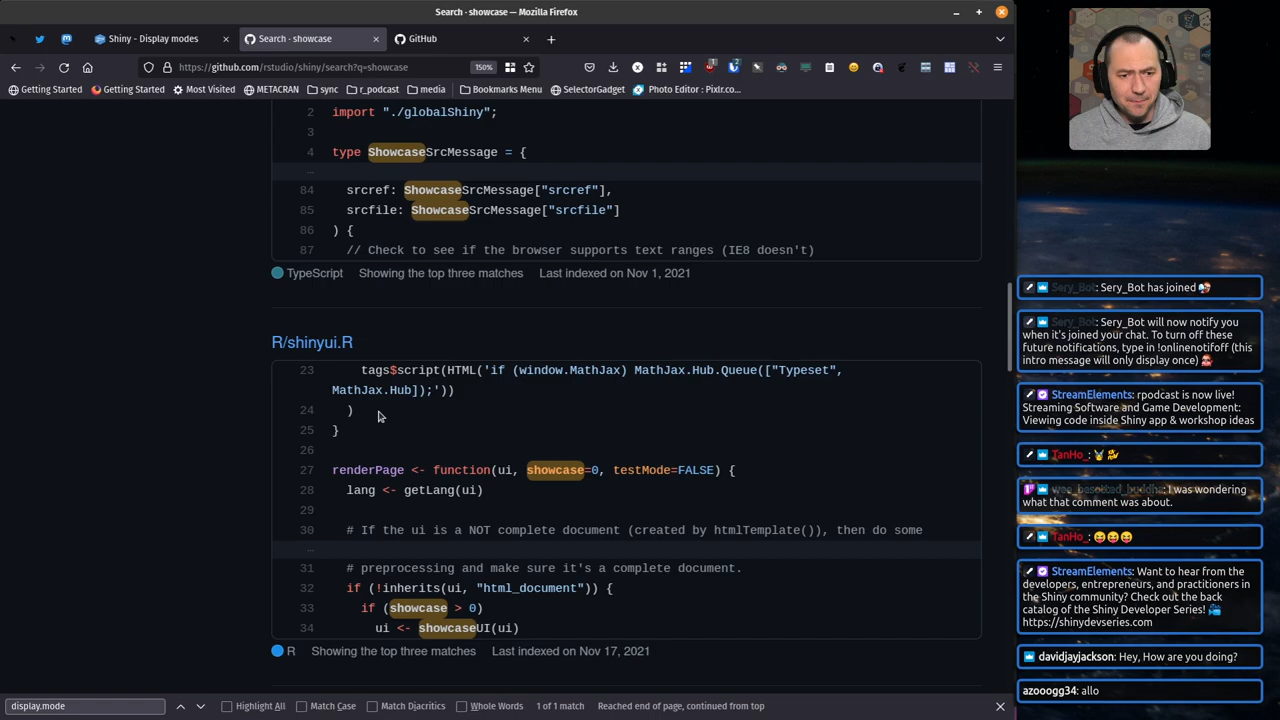 Search · showcase — Mozilla Firefox
Shiny - Display modes
Search · showcase
GitHub
https://github.com/rstudio/shiny/search?q=showcase
150%
Getting Started
Getting Started
Most Visited
METACRAN
sync
r_podcast
media
Bookmarks Menu
SelectorGadget
Photo Editor : Pixlr.co...
2 import "./globalShiny";
3
4 type ShowcaseSrcMessage = {
…
84 srcref: ShowcaseSrcMessage["srcref"],
85 srcfile: ShowcaseSrcMessage["srcfile"]
86 ) {
87 // Check to see if the browser supports text ranges (IE8 doesn't)
TypeScript Showing the top three matches Last indexed on Nov 1, 2021
R/shinyui.R
23 tags$script(HTML('if (window.MathJax) MathJax.Hub.Queue(["Typeset",
MathJax.Hub]);'))
24 )
25 }
26
27 renderPage <- function(ui, showcase=0, testMode=FALSE) {
28 lang <- getLang(ui)
29
30 If the ui is a NOT complete document (created by htmlTemplate()), then do some
…
31 # preprocessing and make sure it's a complete document.
32 if (!inherits(ui, "html_document")) {
33 if (showcase > 0)
34 ui <- showcaseUI(ui)
R Showing the top three matches Last indexed on Nov 17, 2021
display.mode
Highlight All
Match Case
Match Diacritics
Whole Words
1 of 1 match
Reached end of page, continued from top
Sery_Bot: Sery_Bot has joined
Sery_Bot: Sery_Bot will now notify you
when it's joined your chat. To turn off these
future notifications, type in !onlinenotifoff (this
intro message will only display once)
StreamElements: rpodcast is now live!
Streaming Software and Game Development:
Viewing code inside Shiny app & workshop ideas
TanHo_:
: I was wondering
what that comment was about.
TanHo_: 😝😝😝
StreamElements: Want to hear from the
developers, entrepreneurs, and practitioners in
the Shiny community? Check out the back
catalog of the Shiny Developer Series!
https://shinydevseries.com
davidjayjackson: Hey, How are you doing?
azooogg34: allo